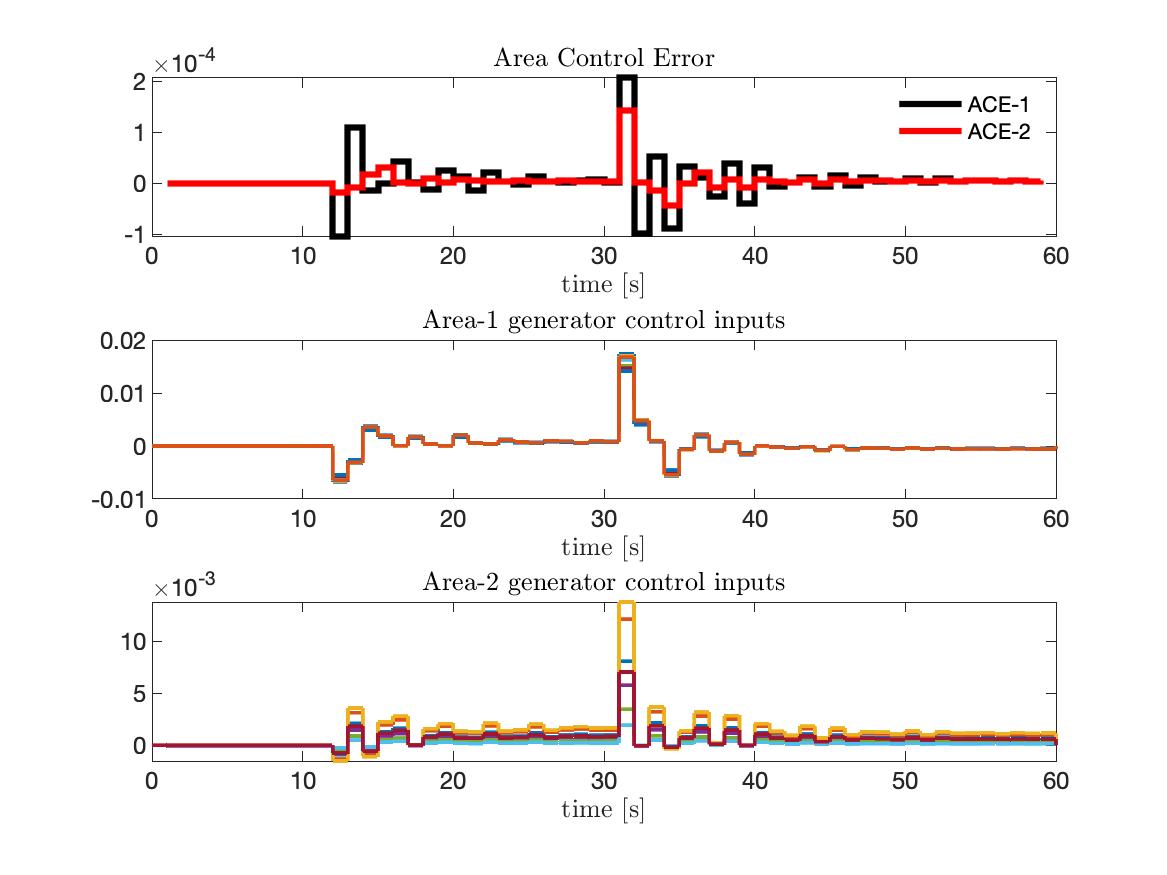 ×10-4
Area Control Error
2
1
0
-1
ACE-1
ACE-2
0 10 20 30 40 50 60
time [s]
Area-1 generator control inputs
0.02
0.01
0
-0.01
0 10 20 30 40 50 60
time [s]
×10-3
Area-2 generator control inputs
10
5
0
0 10 20 30 40 50 60
time [s]